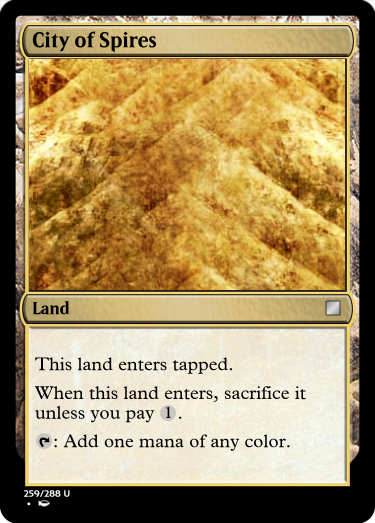 City of Spires
Land
This land enters tapped.
When this land enters, sacrifice it
unless you pay 1.
: Add one mana of any color.
259/288 U